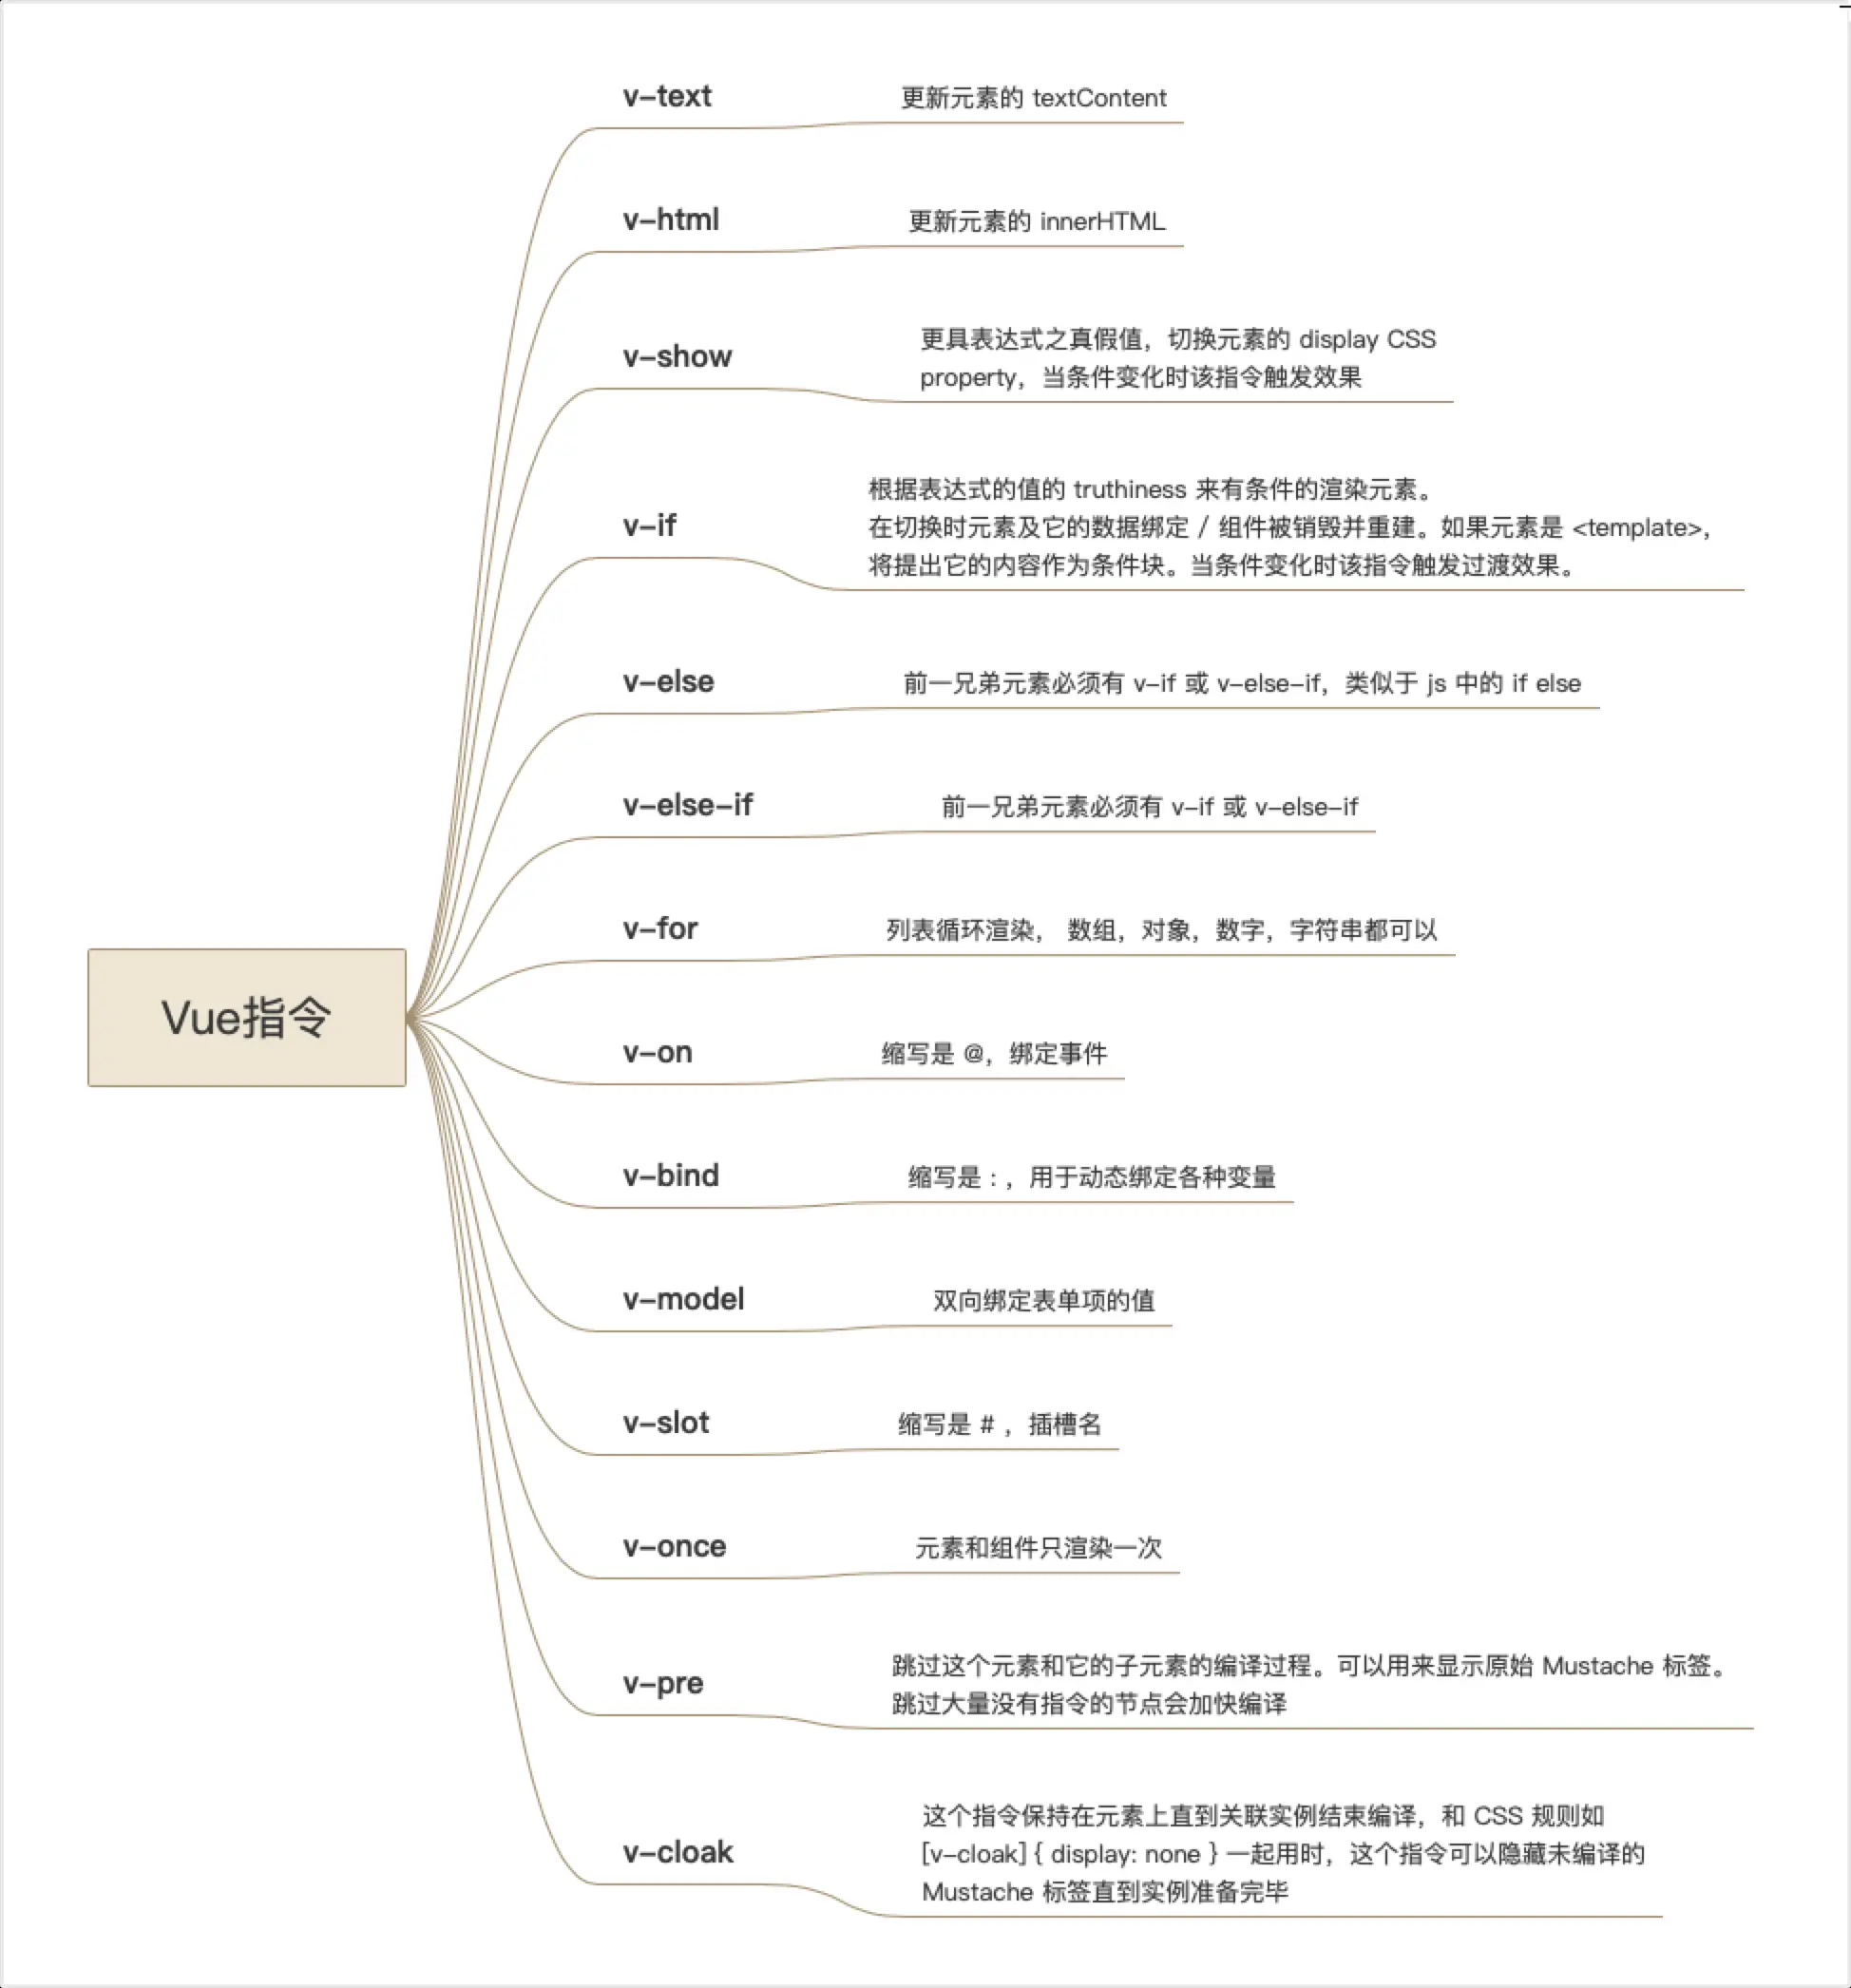 Vue指令
v-text
更新元素的 textContent
v-html
更新元素的 innerHTML
v-show
更具表达式之真假值，切换元素的 display CSS
property，当条件变化时该指令触发效果
v-if
根据表达式的值的 truthiness 来有条件的渲染元素。
在切换时元素及它的数据绑定 / 组件被销毁并重建。如果元素是 <template>，
将提出它的内容作为条件块。当条件变化时该指令触发过渡效果。
v-else
前一兄弟元素必须有 v-if 或 v-else-if，类似于 js 中的 if else
v-else-if
前一兄弟元素必须有 v-if 或 v-else-if
v-for
列表循环渲染， 数组，对象，数字，字符串都可以
v-on
缩写是 @，绑定事件
v-bind
缩写是 : ，用于动态绑定各种变量
v-model
双向绑定表单项的值
v-slot
缩写是 # ，插槽名
v-once
元素和组件只渲染一次
v-pre
跳过这个元素和它的子元素的编译过程。可以用来显示原始 Mustache 标签。
跳过大量没有指令的节点会加快编译
v-cloak
这个指令保持在元素上直到关联实例结束编译，和 CSS 规则如
[v-cloak] { display: none } 一起用时，这个指令可以隐藏未编译的
Mustache 标签直到实例准备完毕